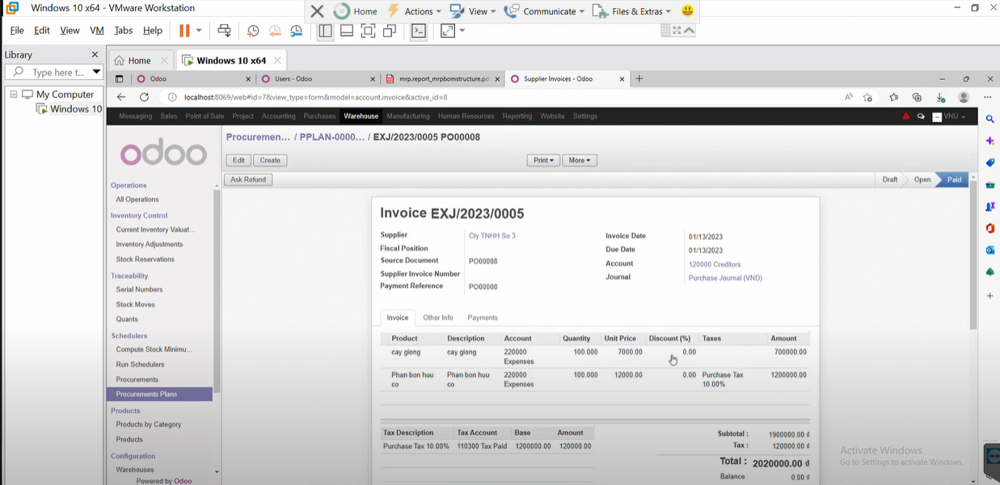 Windows 10 x64 - VMware Workstation
Home Actions View Communicate Files & Extras
File Edit View VM Tabs Help
Library
Home Windows 10 x64
Type here t...
My Computer
Windows 10
Odoo Users - Odoo mrp.report_mrpbomstructure.pd Supplier Invoices - Odoo
localhost:8069/web#id=7&view_type=form&model=account.invoice&active_id=8
Messaging Sales Point of Sale Project Accounting Purchases Warehouse Manufacturing Human Resources Reporting Website Settings VNU
odoo
Operations
All Operations
Inventory Control
Current Inventory Valuat...
Inventory Adjustments
Stock Reservations
Traceability
Serial Numbers
Stock Moves
Quants
Schedulers
Compute Stock Minimu...
Run Schedulers
Procurements
Procurements Plans
Products
Products by Category
Products
Configuration
Warehouses
Powered by Odoo
Procuremen... / PPLAN-0000... / EXJ/2023/0005 PO00008
Edit Create Print More
Ask Refund Draft Open Paid
Invoice EXJ/2023/0005
Supplier Cty TNHH So 3
Fiscal Position
Source Document PO00008
Supplier Invoice Number
Payment Reference PO00008
Invoice Date 01/13/2023
Due Date 01/13/2023
Account 120000 Creditors
Journal Purchase Journal (VND)
Invoice Other Info Payments
Product Description Account Quantity Unit Price Discount (%) Taxes Amount
cay giong cay giong 220000 Expenses 100.000 7000.00 0.00 700000.00
Phan bon huu co Phan bon huu co 220000 Expenses 100.000 12000.00 0.00 Purchase Tax 10.00% 1200000.00
Tax Description Tax Account Base Amount
Purchase Tax 10.00% 110300 Tax Paid 1200000.00 120000.00
Subtotal : 1900000.00 đ
Tax : 120000.00 đ
Total : 2020000.00 đ
Balance : 0.00 đ
Activate Windows
Go to Settings to activate Windows.